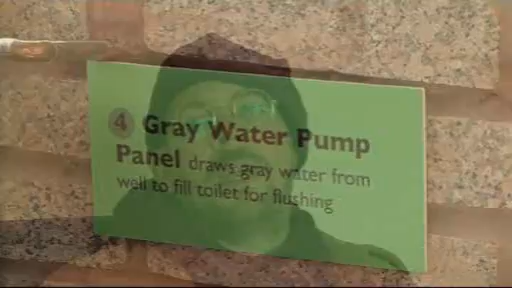 4 Gray Water Pump
Panel draws gray water from
well to fill toilet for flushing